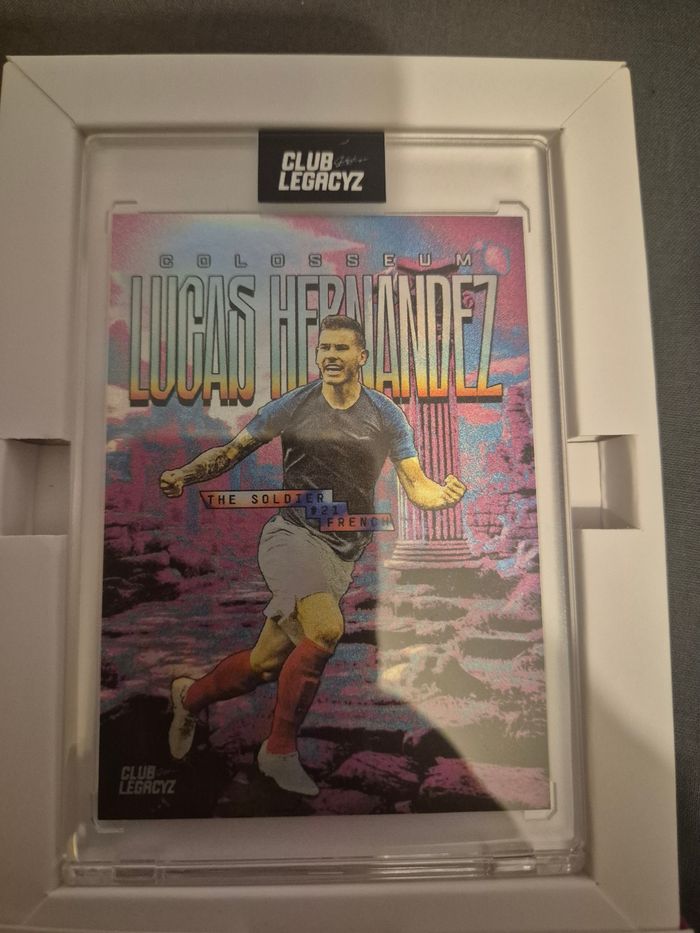 CLUB
LEGACYZ
COLOSSEUM
LUCAS HERNANDEZ
THE SOLDIER
#21
FRENCH
CLUB
LEGACYZ